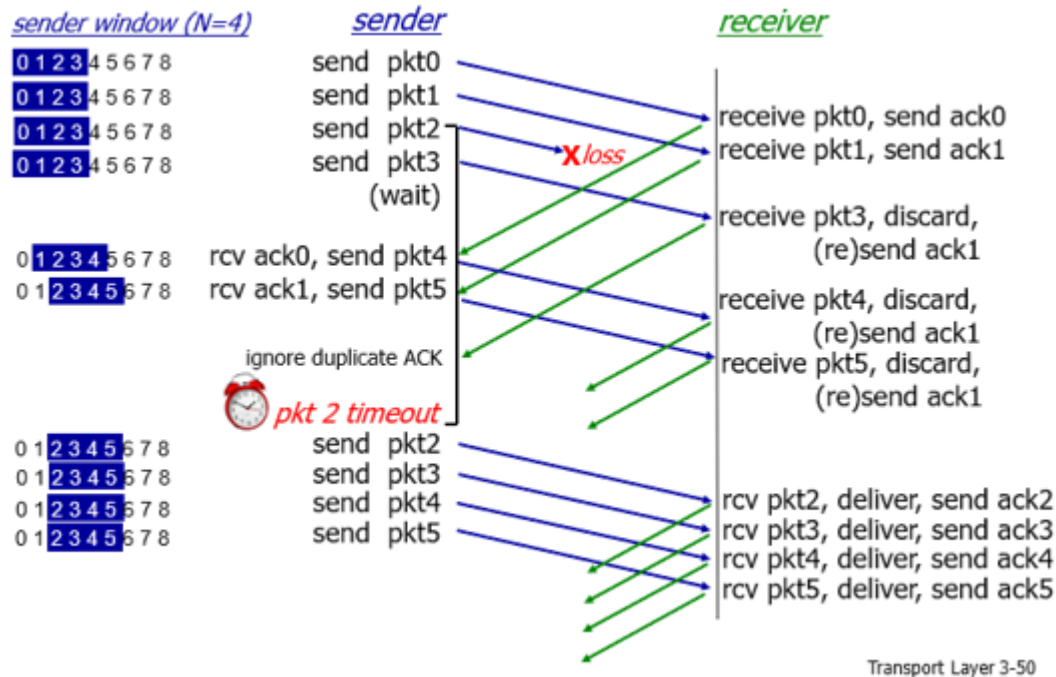 sender window (N=4) sender receiver
0 1 2 3 4 5 6 7 8 send pkt0
0 1 2 3 4 5 6 7 8 send pkt1
receive pkt0, send ack0
0 1 2 3 4 5 6 7 8 send pkt2
X loss
receive pkt1, send ack1
0 1 2 3 4 5 6 7 8 send pkt3
(wait)
receive pkt3, discard,
(re)send ack1
0 1 2 3 4 5 6 7 8 rcv ack0, send pkt4
0 1 2 3 4 5 6 7 8 rcv ack1, send pkt5
receive pkt4, discard,
(re)send ack1
ignore duplicate ACK
receive pkt5, discard,
(re)send ack1
pkt 2 timeout
0 1 2 3 4 5 6 7 8 send pkt2
0 1 2 3 4 5 6 7 8 send pkt3
0 1 2 3 4 5 6 7 8 send pkt4
0 1 2 3 4 5 6 7 8 send pkt5
rcv pkt2, deliver, send ack2
rcv pkt3, deliver, send ack3
rcv pkt4, deliver, send ack4
rcv pkt5, deliver, send ack5
Transport Layer 3-50